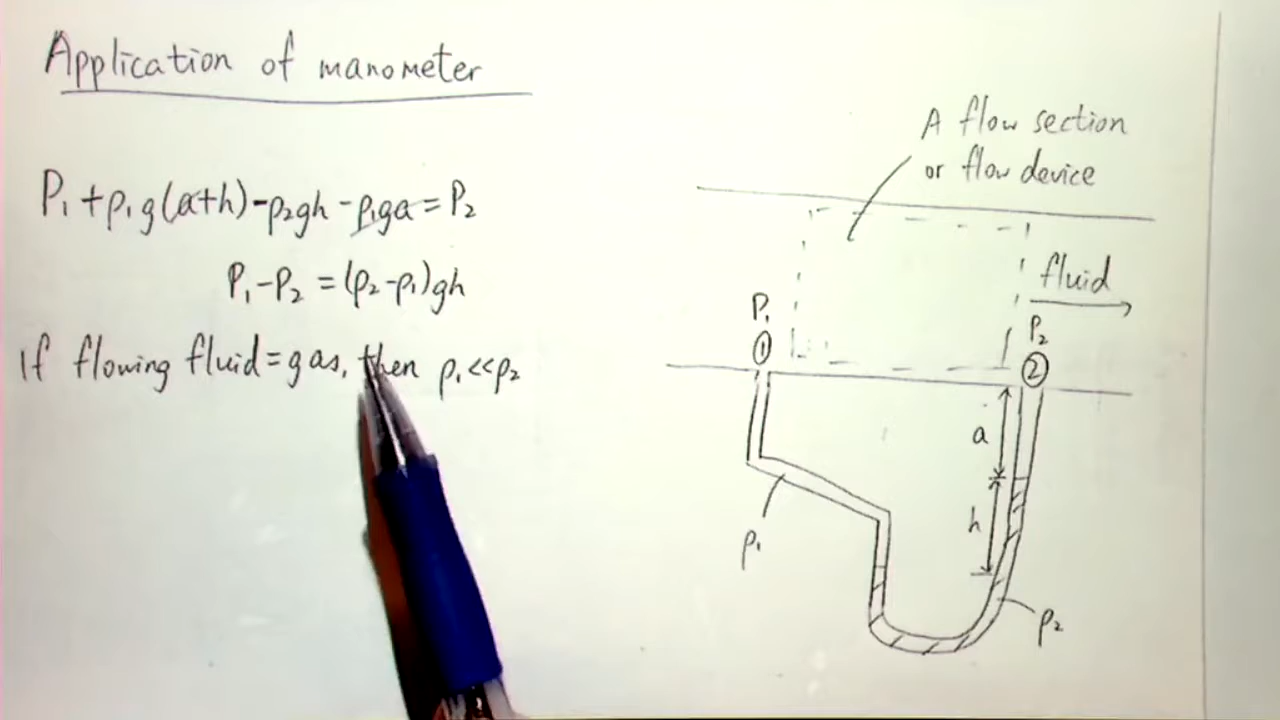 Application of manometer
P₁+ρ₁g(a+h)-ρ₂gh-ρ₁ga=P₂
P₁-P₂=(ρ₂-ρ₁)gh
If flowing fluid=gas, then ρ₁<<ρ₂
A flow section
or flow device
fluid
P₁
①
P₂
②
a
h
ρ₁
ρ₂